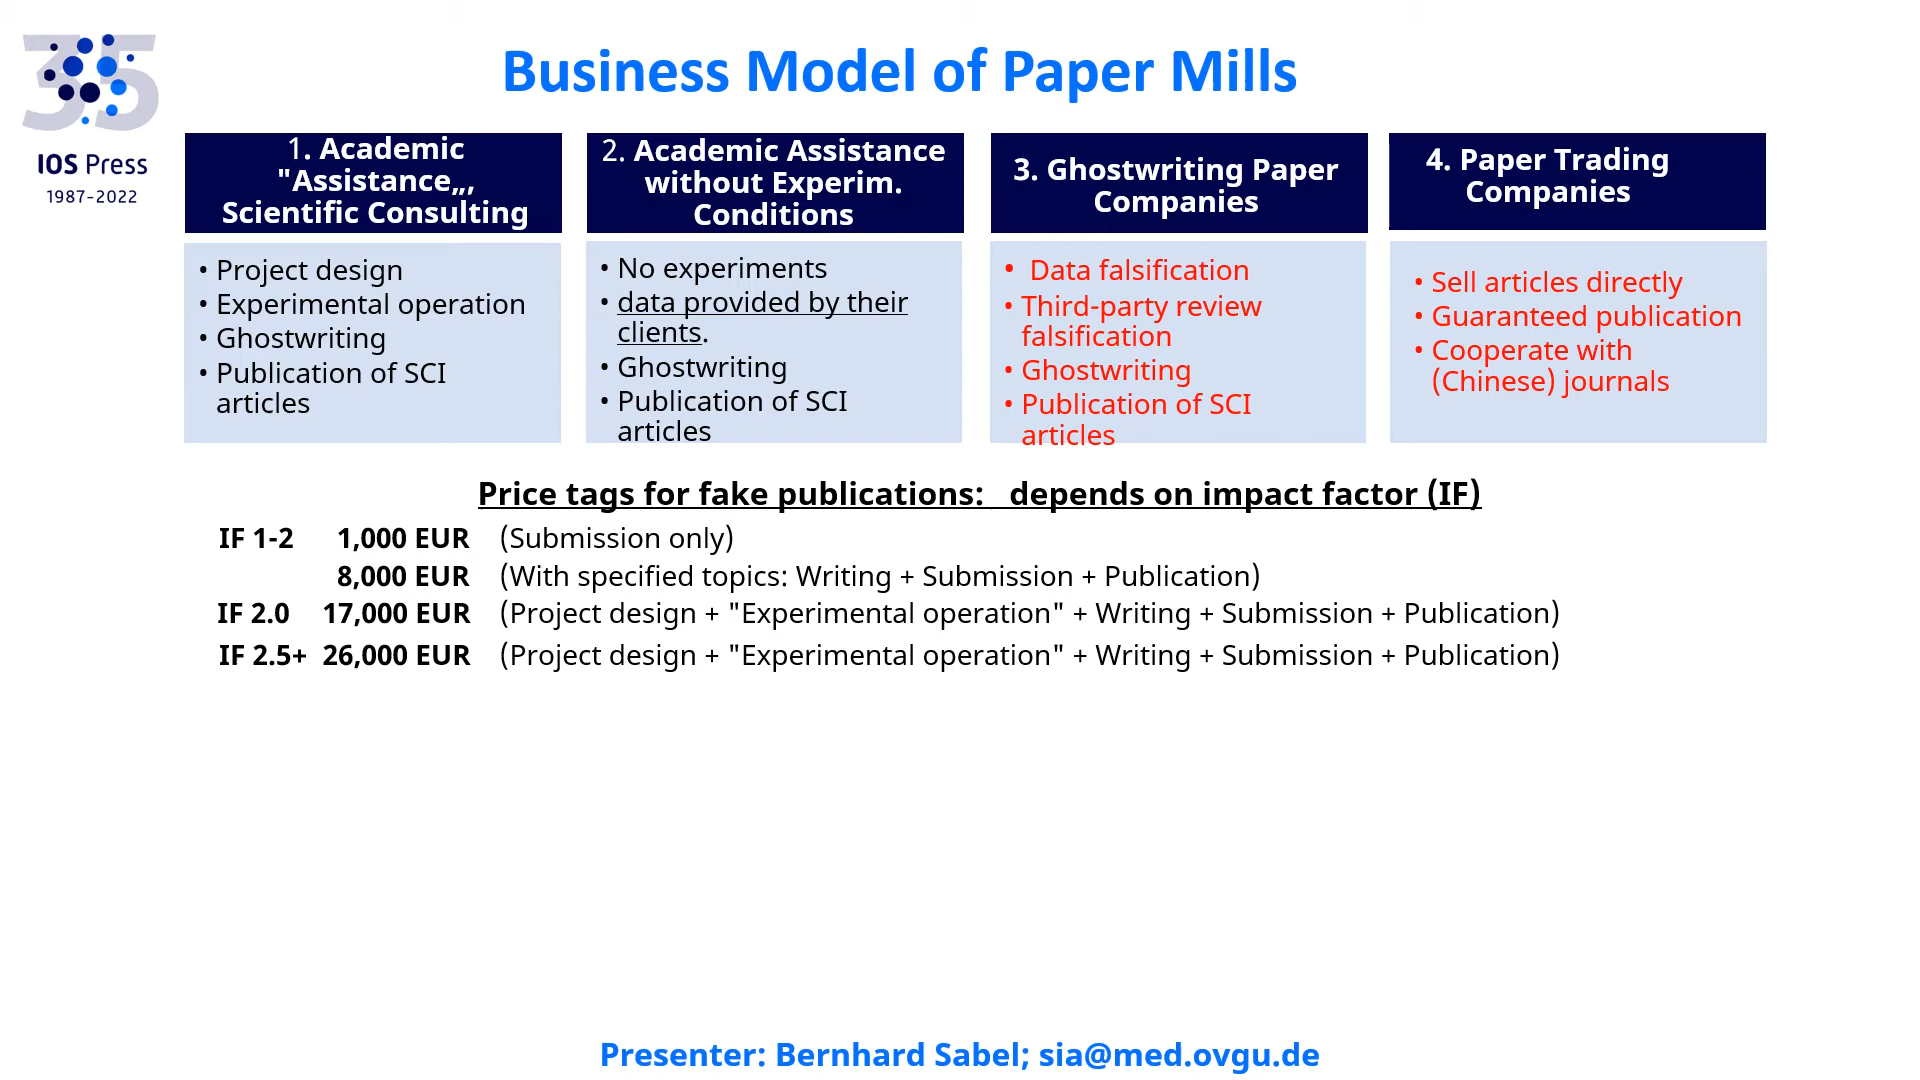 35
IOS Press
1987-2022
Business Model of Paper Mills
1. Academic
"Assistance„,
Scientific Consulting
• Project design
• Experimental operation
• Ghostwriting
• Publication of SCI
articles
2. Academic Assistance
without Experim.
Conditions
• No experiments
• data provided by their
clients.
• Ghostwriting
• Publication of SCI
articles
3. Ghostwriting Paper
Companies
• Data falsification
• Third-party review
falsification
• Ghostwriting
• Publication of SCI
articles
4. Paper Trading
Companies
• Sell articles directly
• Guaranteed publication
• Cooperate with
(Chinese) journals
Price tags for fake publications: depends on impact factor (IF)
IF 1-2 1,000 EUR (Submission only)
8,000 EUR (With specified topics: Writing + Submission + Publication)
IF 2.0 17,000 EUR (Project design + "Experimental operation" + Writing + Submission + Publication)
IF 2.5+ 26,000 EUR (Project design + "Experimental operation" + Writing + Submission + Publication)
Presenter: Bernhard Sabel; sia@med.ovgu.de